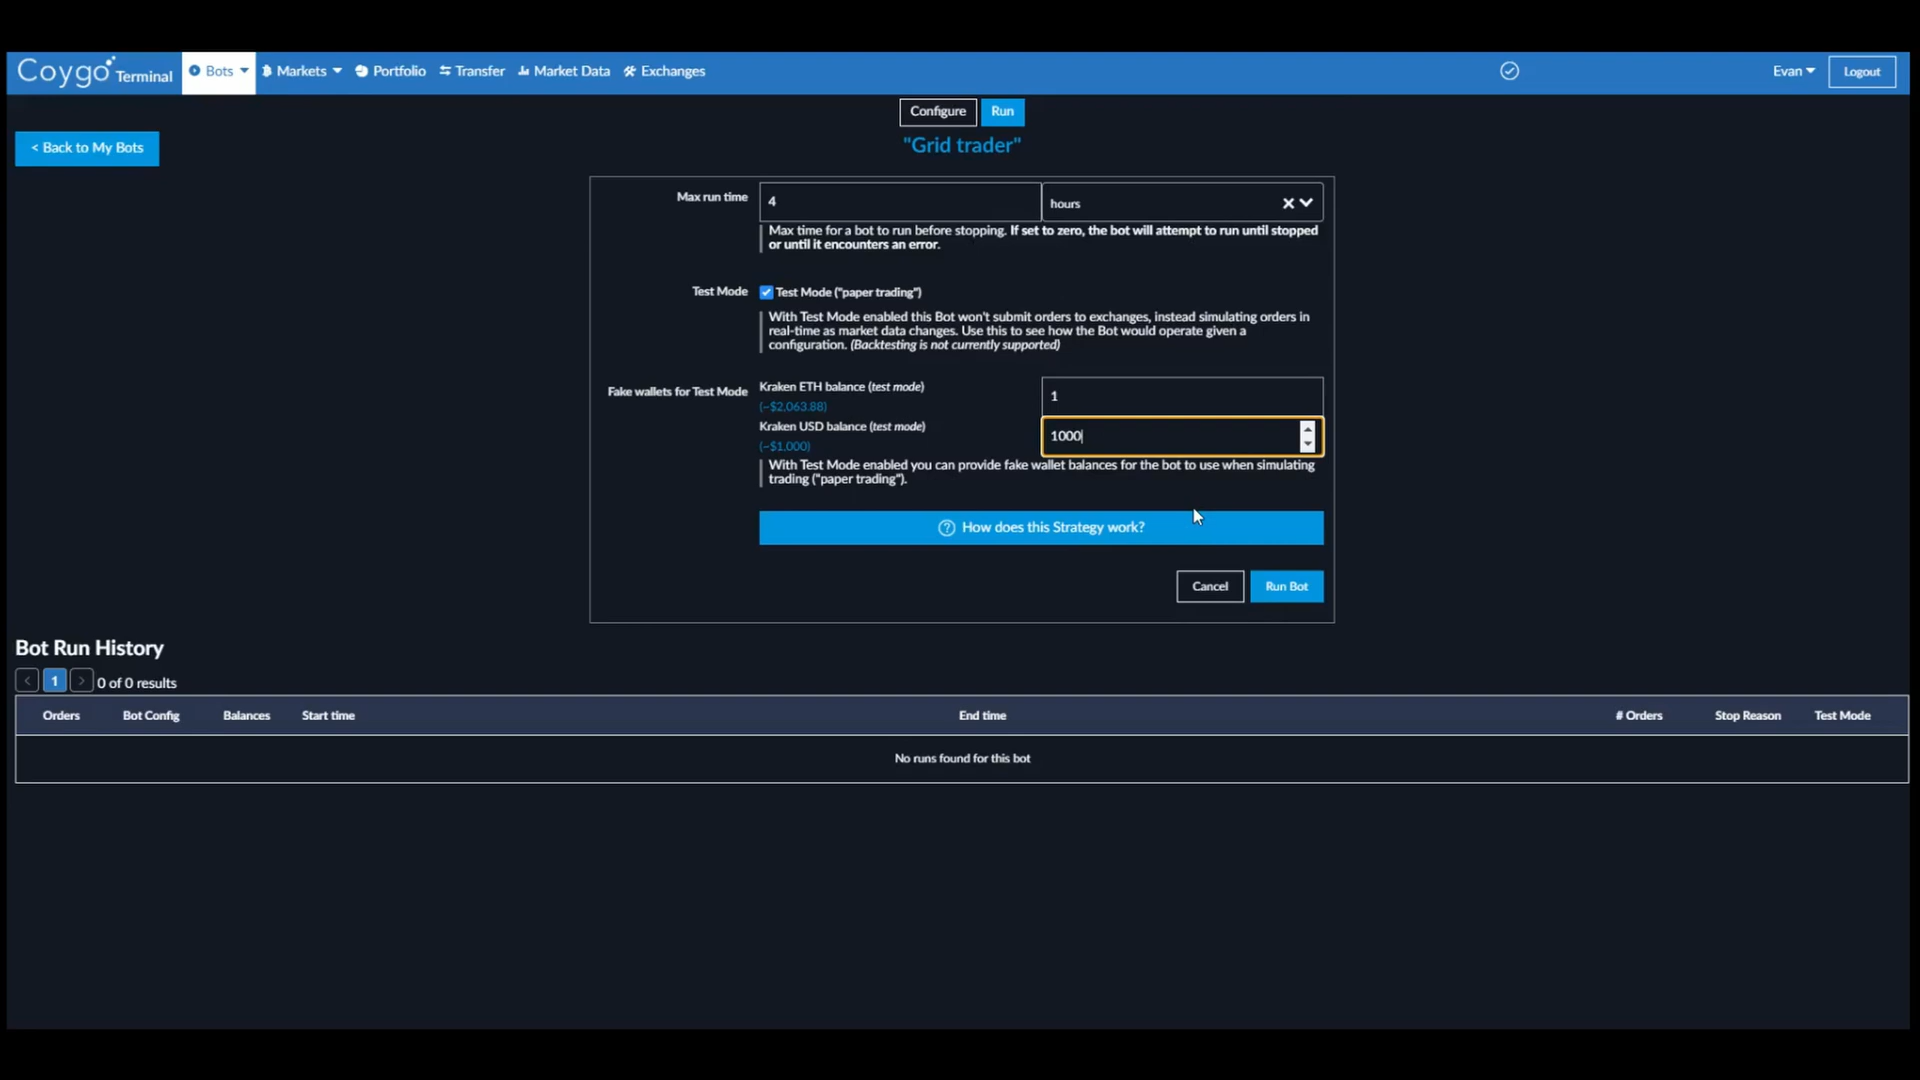 Coygo Terminal Bots Markets Portfolio Transfer Market Data Exchanges Evan Logout
Configure Run
< Back to My Bots
"Grid trader"
Max run time 4 hours
Max time for a bot to run before stopping. If set to zero, the bot will attempt to run until stopped
or until it encounters an error.
Test Mode Test Mode ("paper trading")
With Test Mode enabled this Bot won't submit orders to exchanges, instead simulating orders in
real-time as market data changes. Use this to see how the Bot would operate given a
configuration. (Backtesting is not currently supported)
Fake wallets for Test Mode Kraken ETH balance (test mode) 1
(~$2,063.88)
Kraken USD balance (test mode) 1000
(~$1,000)
With Test Mode enabled you can provide fake wallet balances for the bot to use when simulating
trading ("paper trading").
? How does this Strategy work?
Cancel Run Bot
Bot Run History
< 1 > 0 of 0 results
Orders Bot Config Balances Start time End time # Orders Stop Reason Test Mode
No runs found for this bot